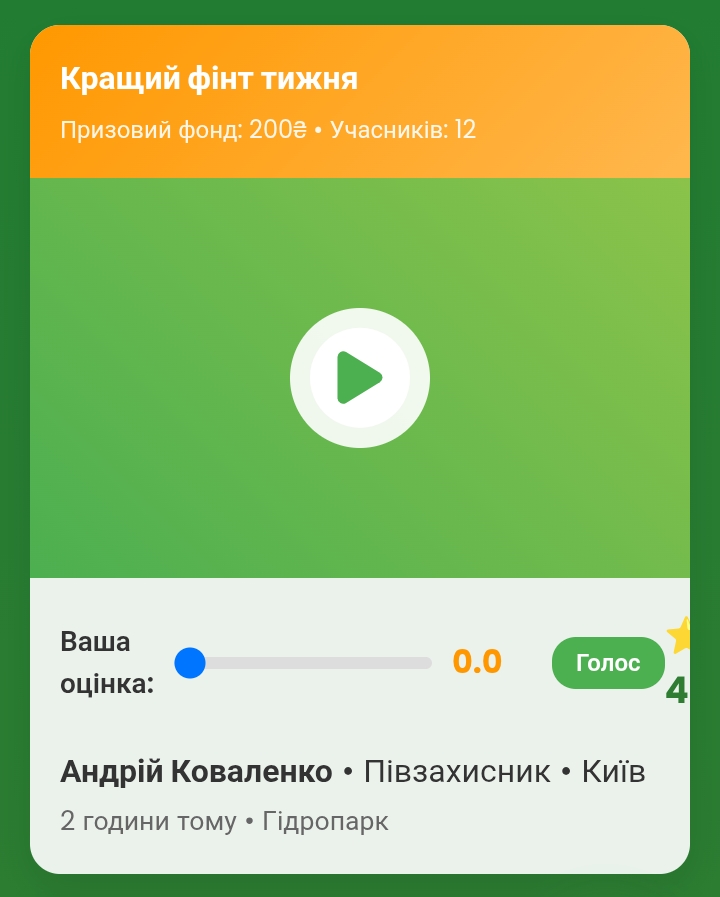 Кращий фінт тижня
Призовий фонд: 200₴ • Учасників: 12
Ваша
оцінка:
0.0
Голос
4
Андрій Коваленко • Півзахисник • Київ
2 години тому • Гідропарк